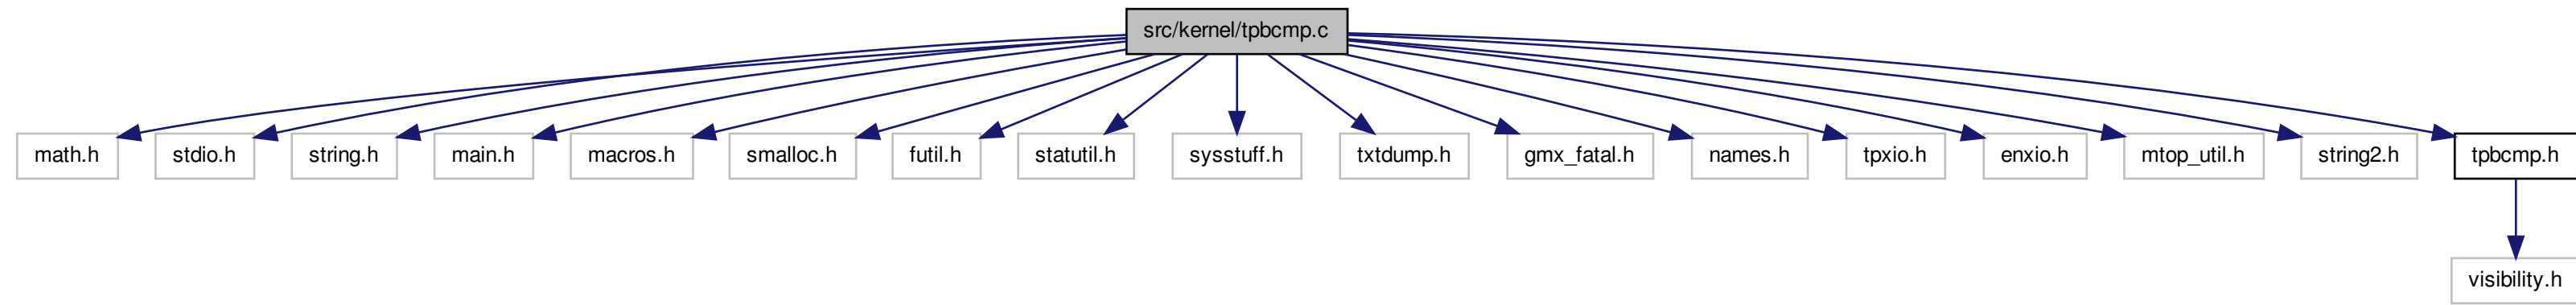 src/kernel/tpbcmp.c
math.h
stdio.h
string.h
main.h
macros.h
smalloc.h
futil.h
statutil.h
sysstuff.h
txtdump.h
gmx_fatal.h
names.h
tpxio.h
enxio.h
mtop_util.h
string2.h
tpbcmp.h
visibility.h